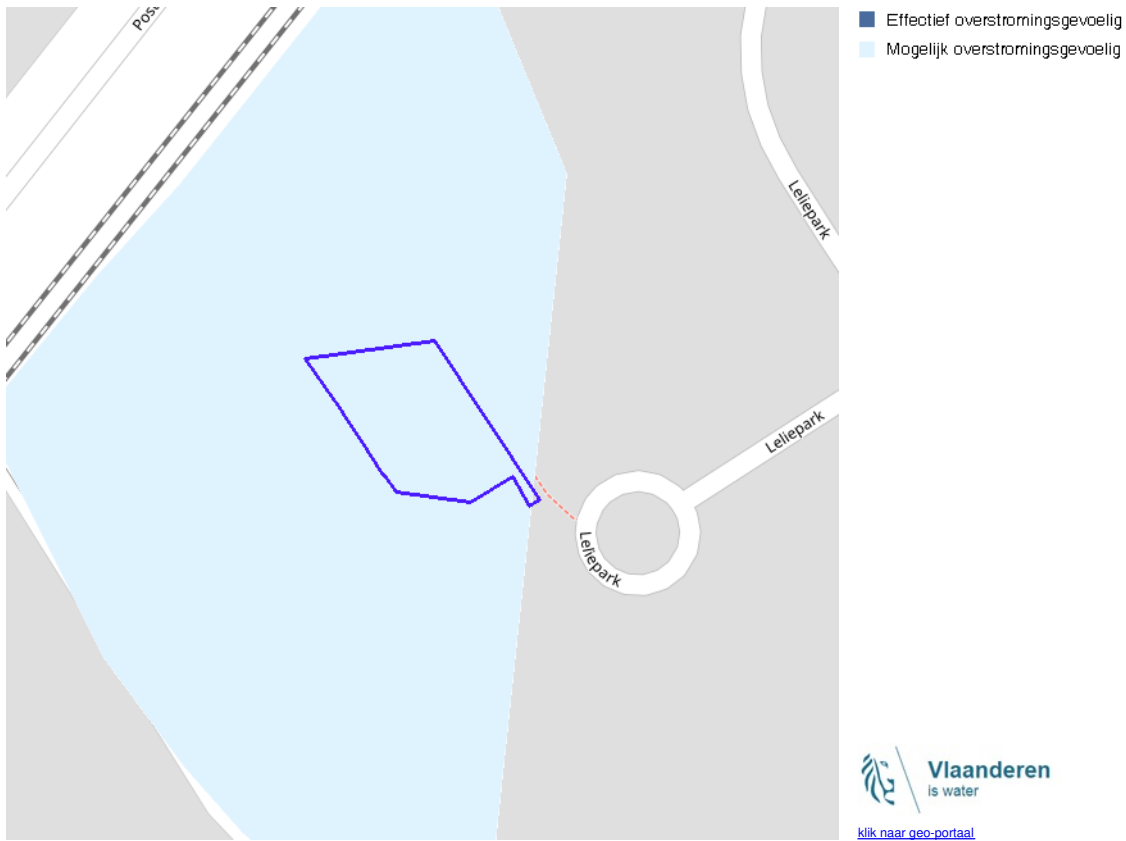 Effectief overstromingsgevoelig
Mogelijk overstromingsgevoelig
Leliepark
Leliepark
Leliepark
Vlaanderen
is water
klik naar geo-portaal